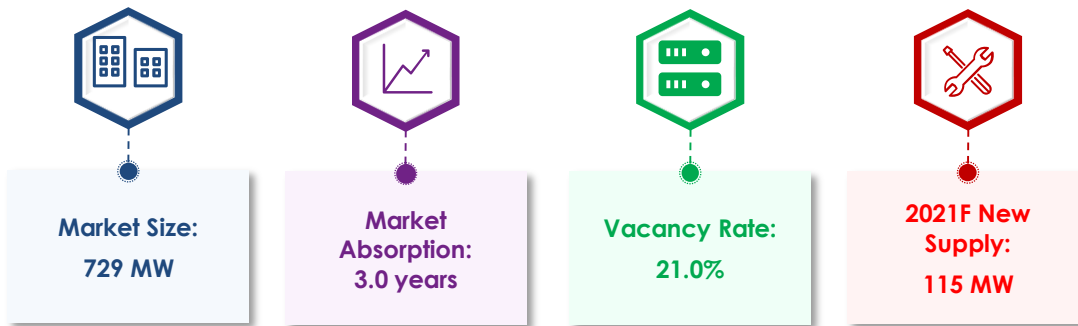 Market Size:
729 MW
Market
Absorption:
3.0 years
Vacancy Rate:
21.0%
2021F New
Supply:
115 MW